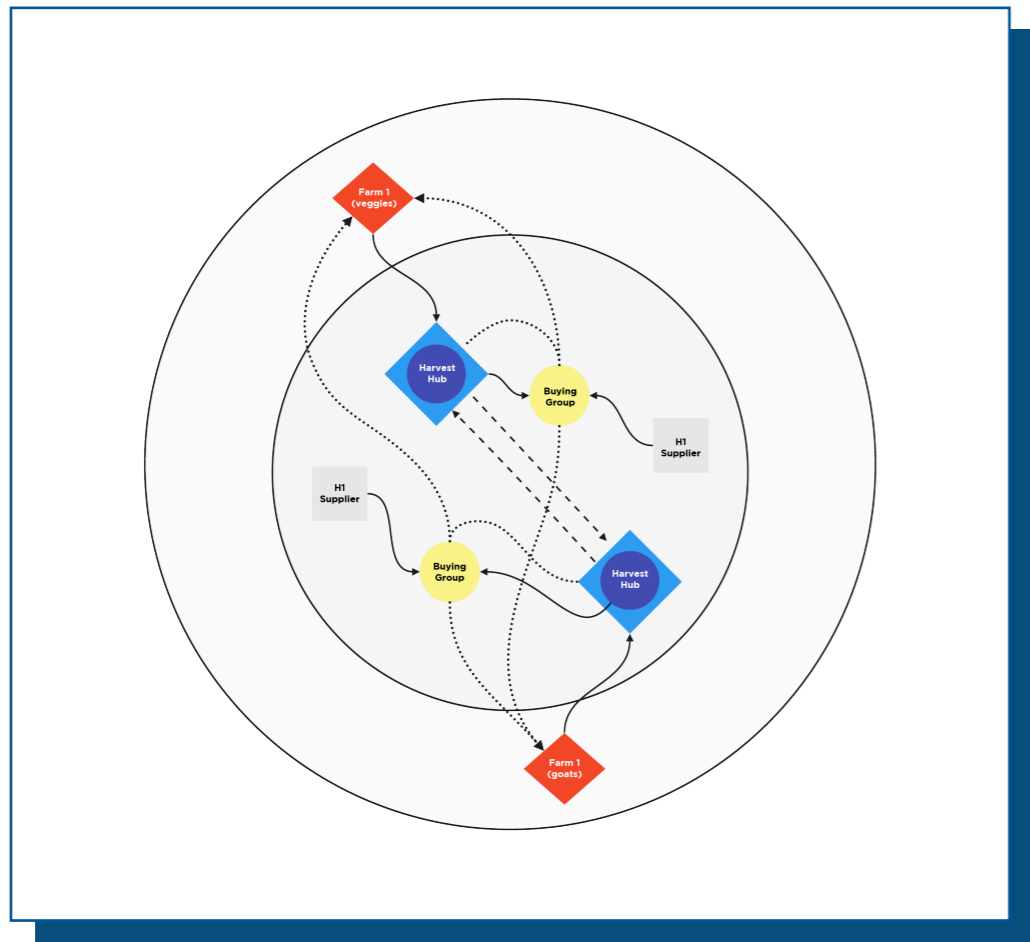 Farm 1
(veggies)
Harvest
Hub
Buying
Group
H1
Supplier
H1
Supplier
Buying
Group
Harvest
Hub
Farm 1
(goats)